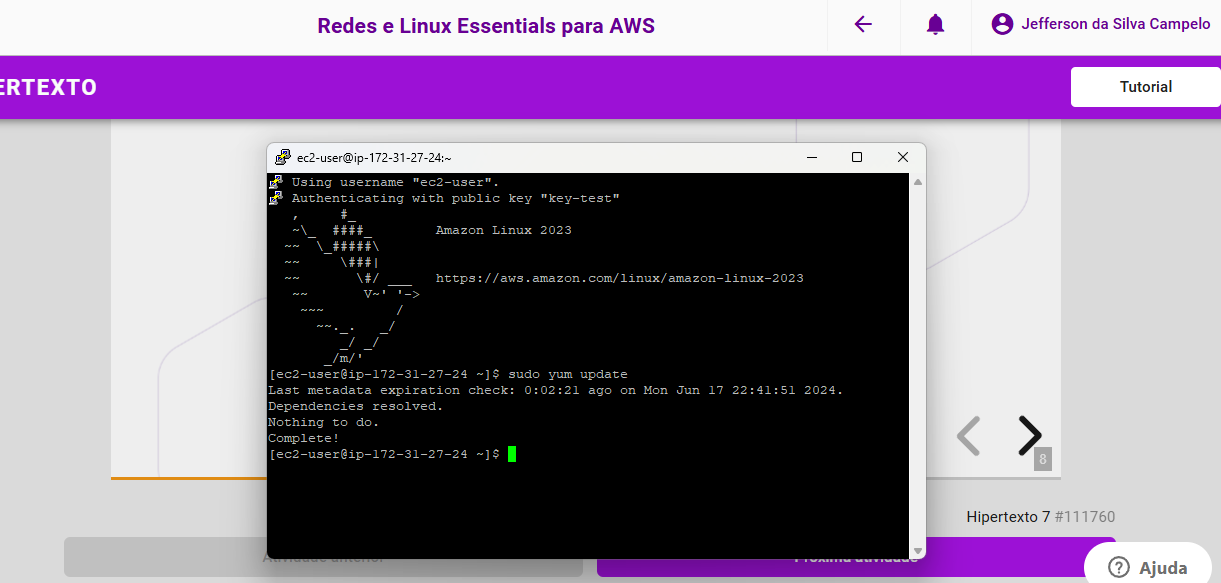 Redes e Linux Essentials para AWS
Jefferson da Silva Campelo
ERTEXTO
Tutorial
ec2-user@ip-172-31-27-24:~
Using username "ec2-user".
Authenticating with public key "key-test"
   ,     #_
   ~\_  ####_        Amazon Linux 2023
  ~~  \_#####\
  ~~     \###|
  ~~       \#/ ___   https://aws.amazon.com/linux/amazon-linux-2023
   ~~       V~' '->
    ~~~         /
      ~~._.   _/
         _/ _/
       _/m/'
[ec2-user@ip-172-31-27-24 ~]$ sudo yum update
Last metadata expiration check: 0:02:21 ago on Mon Jun 17 22:41:51 2024.
Dependencies resolved.
Nothing to do.
Complete!
[ec2-user@ip-172-31-27-24 ~]$
8
Hipertexto 7 #111760
Atividade anterior
Próxima atividade
Ajuda